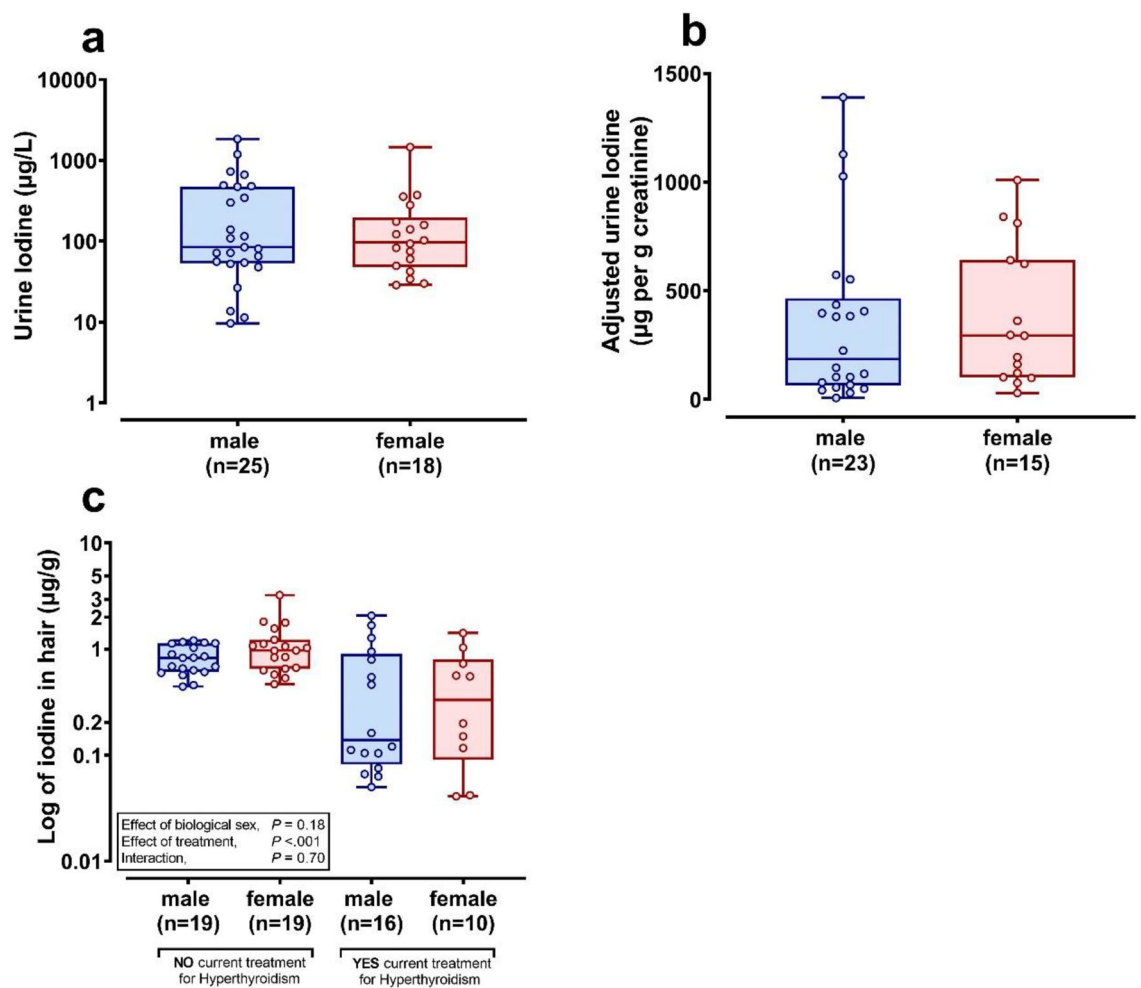 a
Urine Iodine (µg/L)
10000
1000
100
10
1
male
(n=25)
female
(n=18)
b
Adjusted urine Iodine
(µg per g creatinine)
1500
1000
500
0
male
(n=23)
female
(n=15)
c
Log of iodine in hair (µg/g)
10
5
3
2
1
0.2
0.1
0.01
Effect of biological sex, P = 0.18
Effect of treatment, P <.001
Interaction, P = 0.70
male
(n=19)
female
(n=19)
male
(n=16)
female
(n=10)
NO current treatment
for Hyperthyroidism
YES current treatment
for Hyperthyroidism